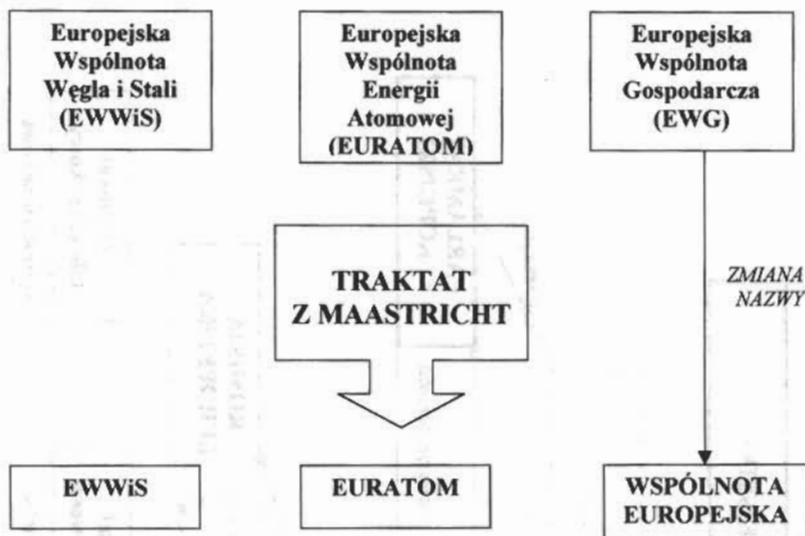 Europejska
Wspólnota
Węgla i Stali
(EWWiS)
Europejska
Wspólnota
Energii
Atomowej
(EURATOM)
Europejska
Wspólnota
Gospodarcza
(EWG)
TRAKTAT
Z MAASTRICHT
ZMIANA
NAZWY
EWWiS
EURATOM
WSPÓLNOTA
EUROPEJSKA